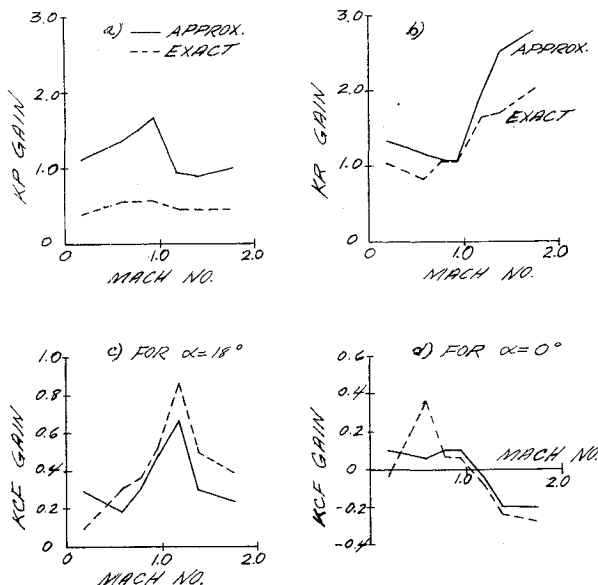 a) — APPROX.
--- EXACT
3.0
2.0
1.0
0
KP GAIN
0 1.0 2.0
MACH NO.
b)
APPROX.
EXACT
3.0
2.0
1.0
0
KR GAIN
0 1.0 2.0
MACH NO.
c) FOR α=18°
1.0
0.8
0.6
0.4
0.2
0
KCF GAIN
0 1.0 2.0
MACH NO.
d) FOR α=0°
0.6
0.4
0.2
0
-0.2
-0.4
KCF GAIN
MACH NO.
1.0 2.0